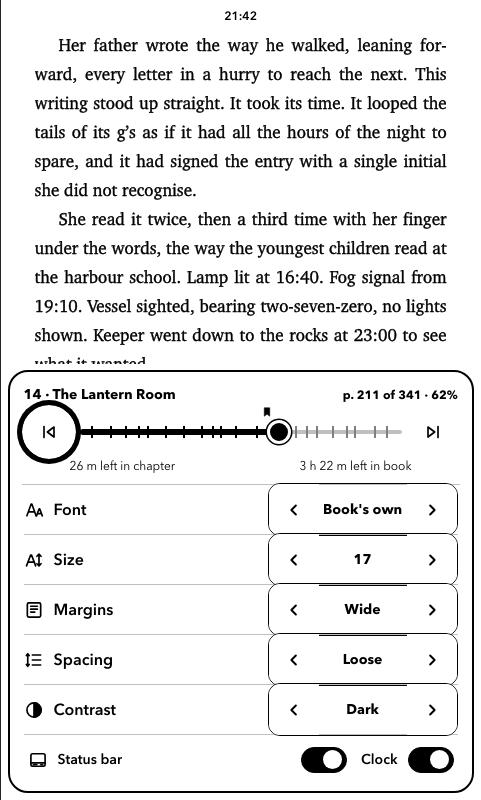 21:42
Her father wrote the way he walked, leaning for-
ward, every letter in a hurry to reach the next. This
writing stood up straight. It took its time. It looped the
tails of its g’s as if it had all the hours of the night to
spare, and it had signed the entry with a single initial
she did not recognise.
She read it twice, then a third time with her finger
under the words, the way the youngest children read at
the harbour school. Lamp lit at 16:40. Fog signal from
19:10. Vessel sighted, bearing two-seven-zero, no lights
shown. Keeper went down to the rocks at 23:00 to see
what it wanted.
14 · The Lantern Room p. 211 of 341 · 62%
26 m left in chapter 3 h 22 m left in book
Font Book's own
Size 17
Margins Wide
Spacing Loose
Contrast Dark
Status bar Clock